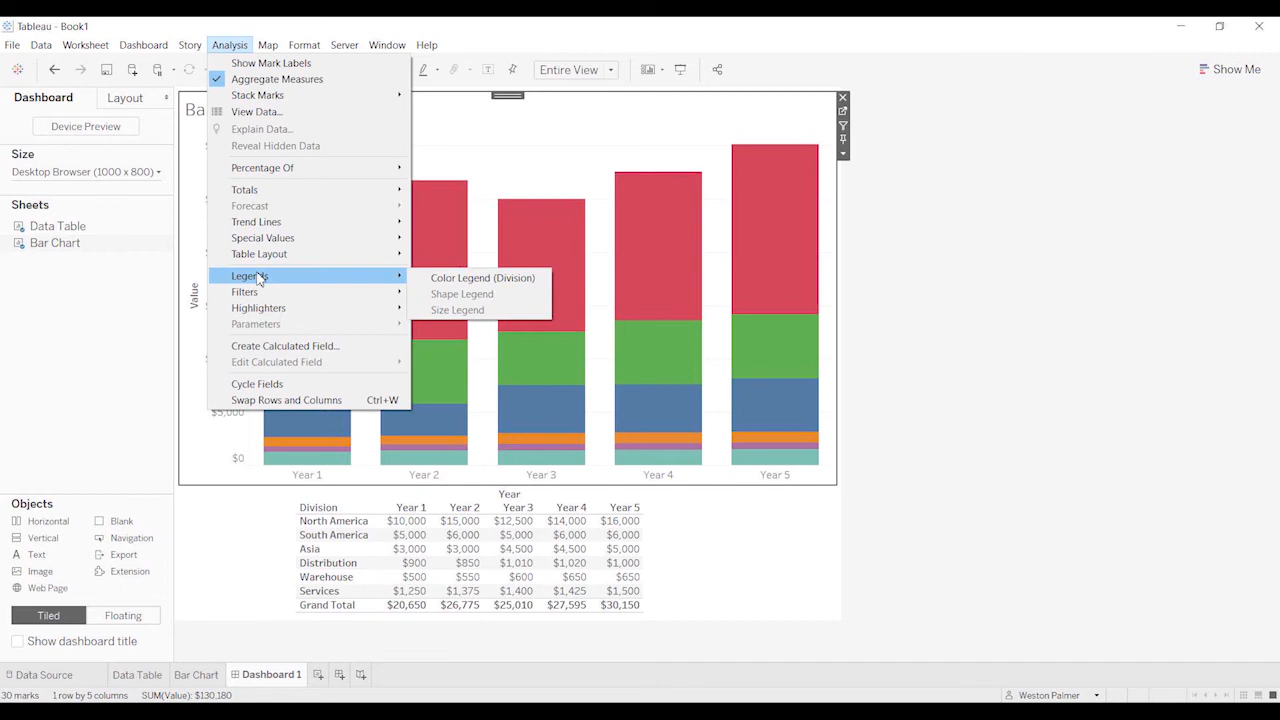 Tableau - Book1
File Data Worksheet Dashboard Story Analysis Map Format Server Window Help
Entire View
Show Me
Dashboard Layout
Device Preview
Size
Desktop Browser (1000 x 800)
Sheets
Data Table
Bar Chart
Show Mark Labels
Aggregate Measures
Stack Marks
View Data...
Explain Data...
Reveal Hidden Data
Percentage Of
Totals
Forecast
Trend Lines
Special Values
Table Layout
Legends
Filters
Highlighters
Parameters
Create Calculated Field...
Edit Calculated Field
Cycle Fields
Swap Rows and Columns Ctrl+W
Color Legend (Division)
Shape Legend
Size Legend
Ba
Value
$5,000
$0
Year 1 Year 2 Year 3 Year 4 Year 5
Year
Division Year 1 Year 2 Year 3 Year 4 Year 5
North America $10,000 $15,000 $12,500 $14,000 $16,000
South America $5,000 $6,000 $5,000 $6,000 $6,000
Asia $3,000 $3,000 $4,500 $4,500 $5,000
Distribution $900 $850 $1,010 $1,020 $1,000
Warehouse $500 $550 $600 $650 $650
Services $1,250 $1,375 $1,400 $1,425 $1,500
Grand Total $20,650 $26,775 $25,010 $27,595 $30,150
Objects
Horizontal Blank
Vertical Navigation
Text Export
Image Extension
Web Page
Tiled Floating
Show dashboard title
Data Source Data Table Bar Chart Dashboard 1
30 marks 1 row by 5 columns SUM(Value): $130,180 Weston Palmer